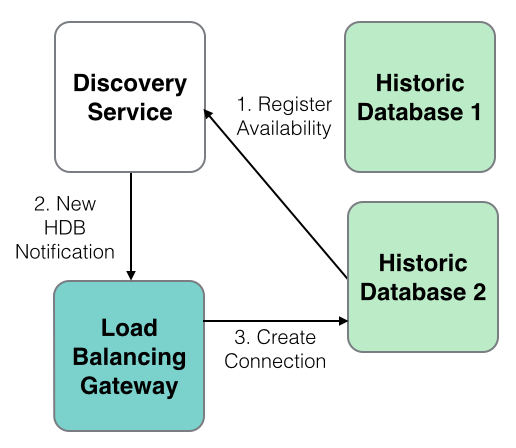 Discovery
Service
1. Register
Availability
Historic
Database 1
2. New
HDB
Notification
Historic
Database 2
Load
Balancing
Gateway
3. Create
Connection